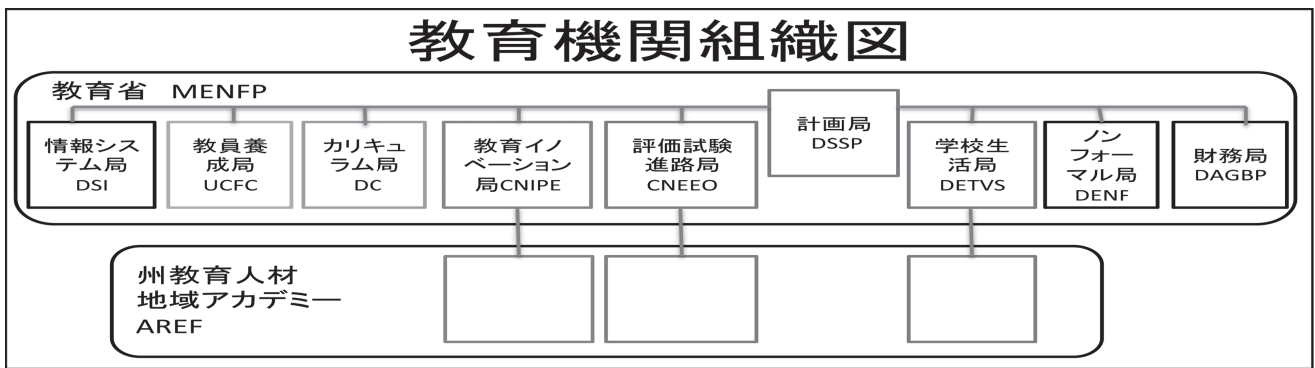 教育機関組織図
教育省　MENFP
情報シス
テム局
DSI
教員養
成局
UCFC
カリキュ
ラム局
DC
教育イノ
ベーション
局CNIPE
評価試験
進路局
CNEEO
計画局
DSSP
学校生
活局
DETVS
ノン
フォー
マル局
DENF
財務局
DAGBP
州教育人材
地域アカデミー
AREF